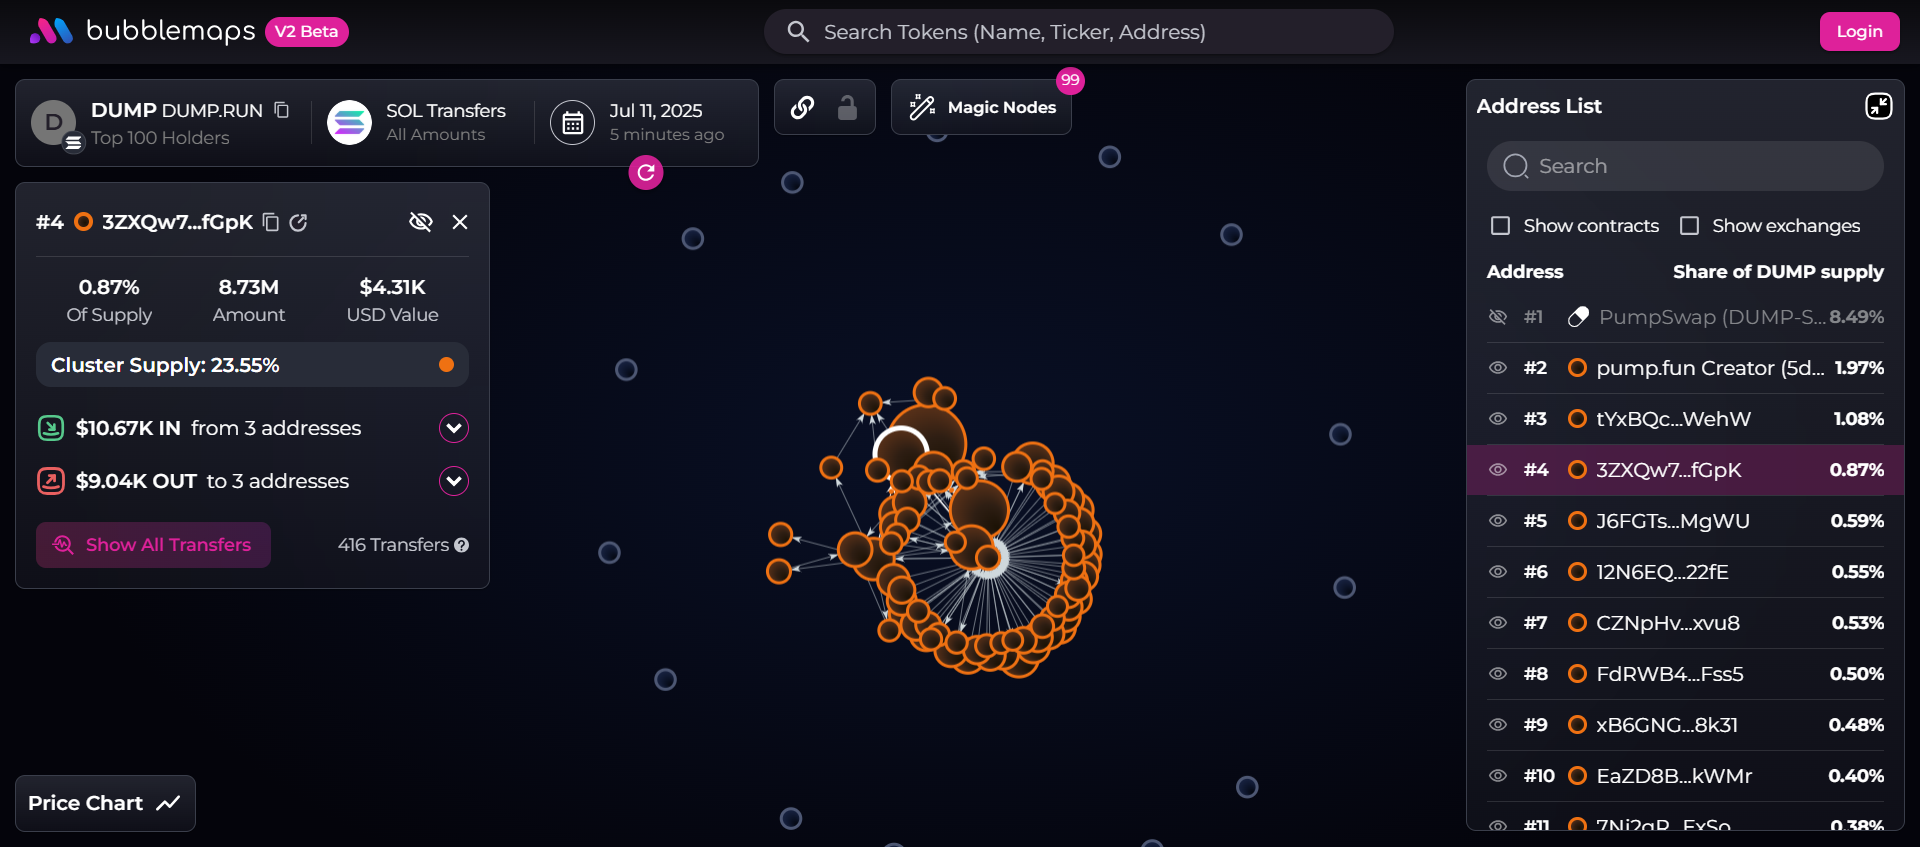 bubblemaps V2 Beta
Search Tokens (Name, Ticker, Address)
Login
D
DUMP DUMP.RUN
Top 100 Holders
SOL Transfers
All Amounts
Jul 11, 2025
5 minutes ago
Magic Nodes
99
#4 3ZXQw7...fGpK
0.87% 8.73M $4.31K
Of Supply Amount USD Value
Cluster Supply: 23.55%
$10.67K IN from 3 addresses
$9.04K OUT to 3 addresses
Show All Transfers 416 Transfers ?
Price Chart
Address List
Search
Show contracts Show exchanges
Address Share of DUMP supply
#1 PumpSwap (DUMP-S... 8.49%
#2 pump.fun Creator (5d... 1.97%
#3 tYxBQc...WehW 1.08%
#4 3ZXQw7...fGpK 0.87%
#5 J6FGTs...MgWU 0.59%
#6 12N6EQ...22fE 0.55%
#7 CZNpHv...xvu8 0.53%
#8 FdRWB4...Fss5 0.50%
#9 xB6GNG...8k31 0.48%
#10 EaZD8B...kWMr 0.40%
#11 0.38%